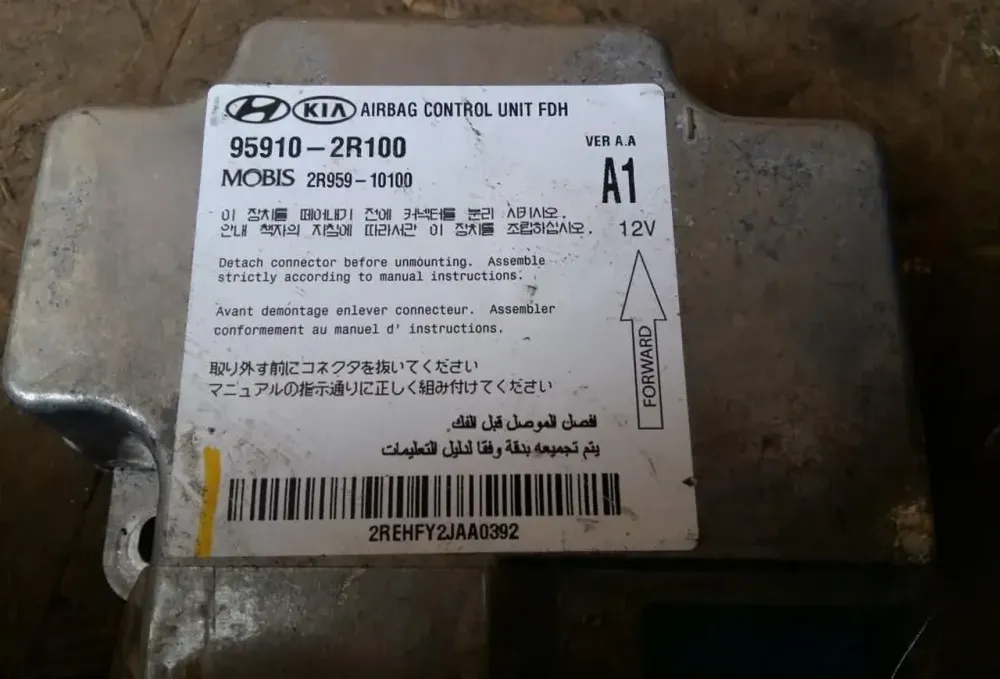 KIA AIRBAG CONTROL UNIT FDH
95910-2R100
VER A.A
MOBIS 2R959-10100
A1
이 장치를 떼어내기 전에 커넥터를 분리 시키시오.
안내 책자의 지침에 따라서만 이 장치를 조립하십시오.
12V
Detach connector before unmounting. Assemble
strictly according to manual instructions.
Avant demontage enlever connecteur. Assembler
conformement au manuel d' instructions.
FORWARD
取り外す前にコネクタを抜いてください
マニュアルの指示通りに正しく組み付けてください
افصل الموصل قبل الفك.
يتم تجميعه بدقة وفقا لدليل التعليمات
2REHFY2JAA0392